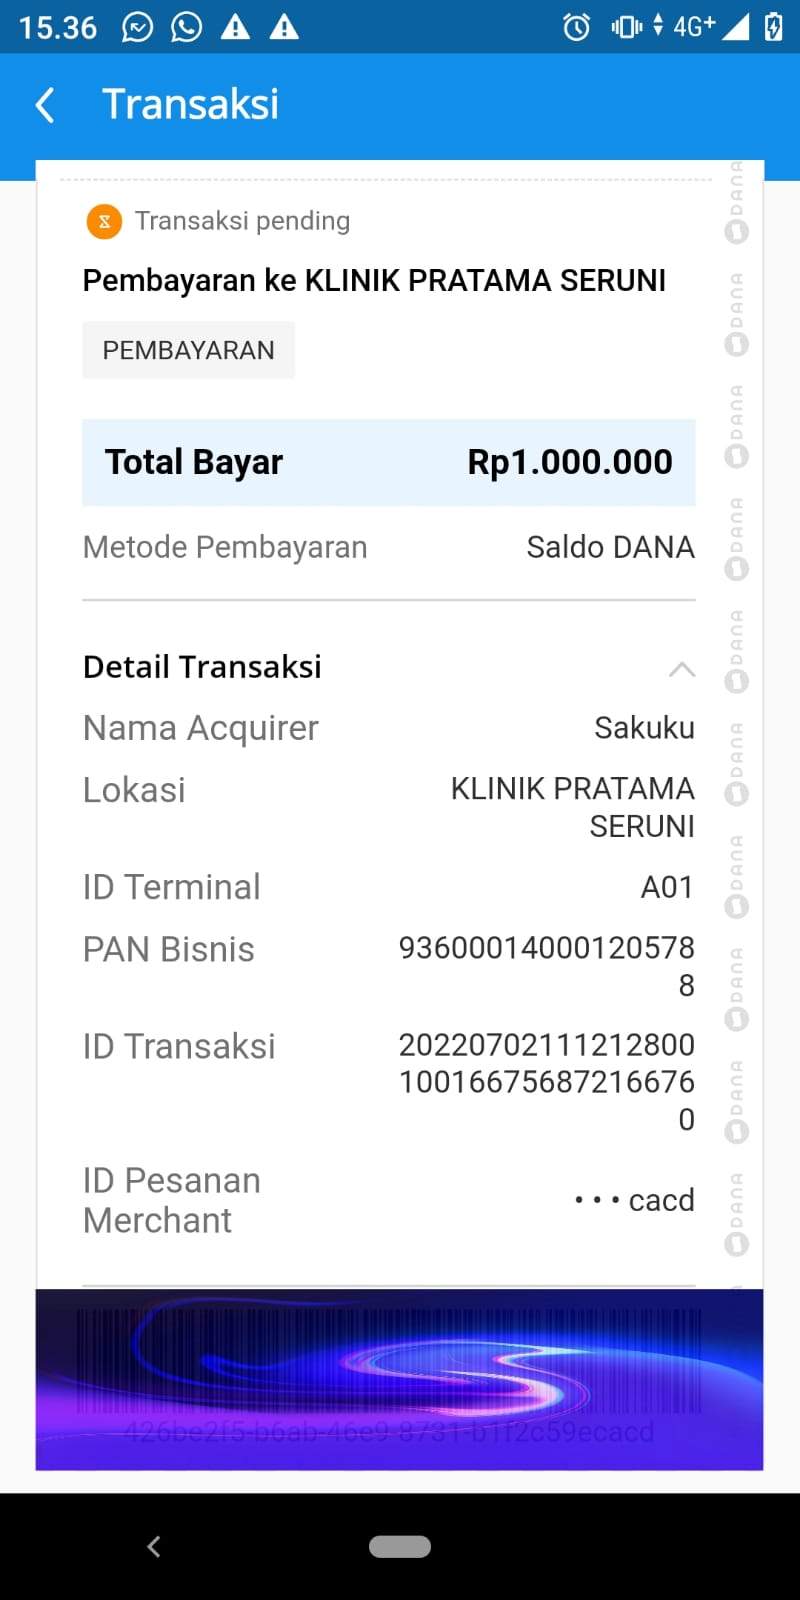 15.36
4G+
Transaksi
Transaksi pending
Pembayaran ke KLINIK PRATAMA SERUNI
PEMBAYARAN
Total Bayar Rp1.000.000
Metode Pembayaran Saldo DANA
Detail Transaksi
Nama Acquirer Sakuku
Lokasi KLINIK PRATAMA
SERUNI
ID Terminal A01
PAN Bisnis 93600014000120578
8
ID Transaksi 20220702111212800
10016675687216676
0
ID Pesanan
Merchant
• • • cacd
426be2f5-b6ab-46e9-8731-b1f2c59ecacd
DANA
DANA
DANA
DANA
DANA
DANA
DANA
DANA
DANA
DANA